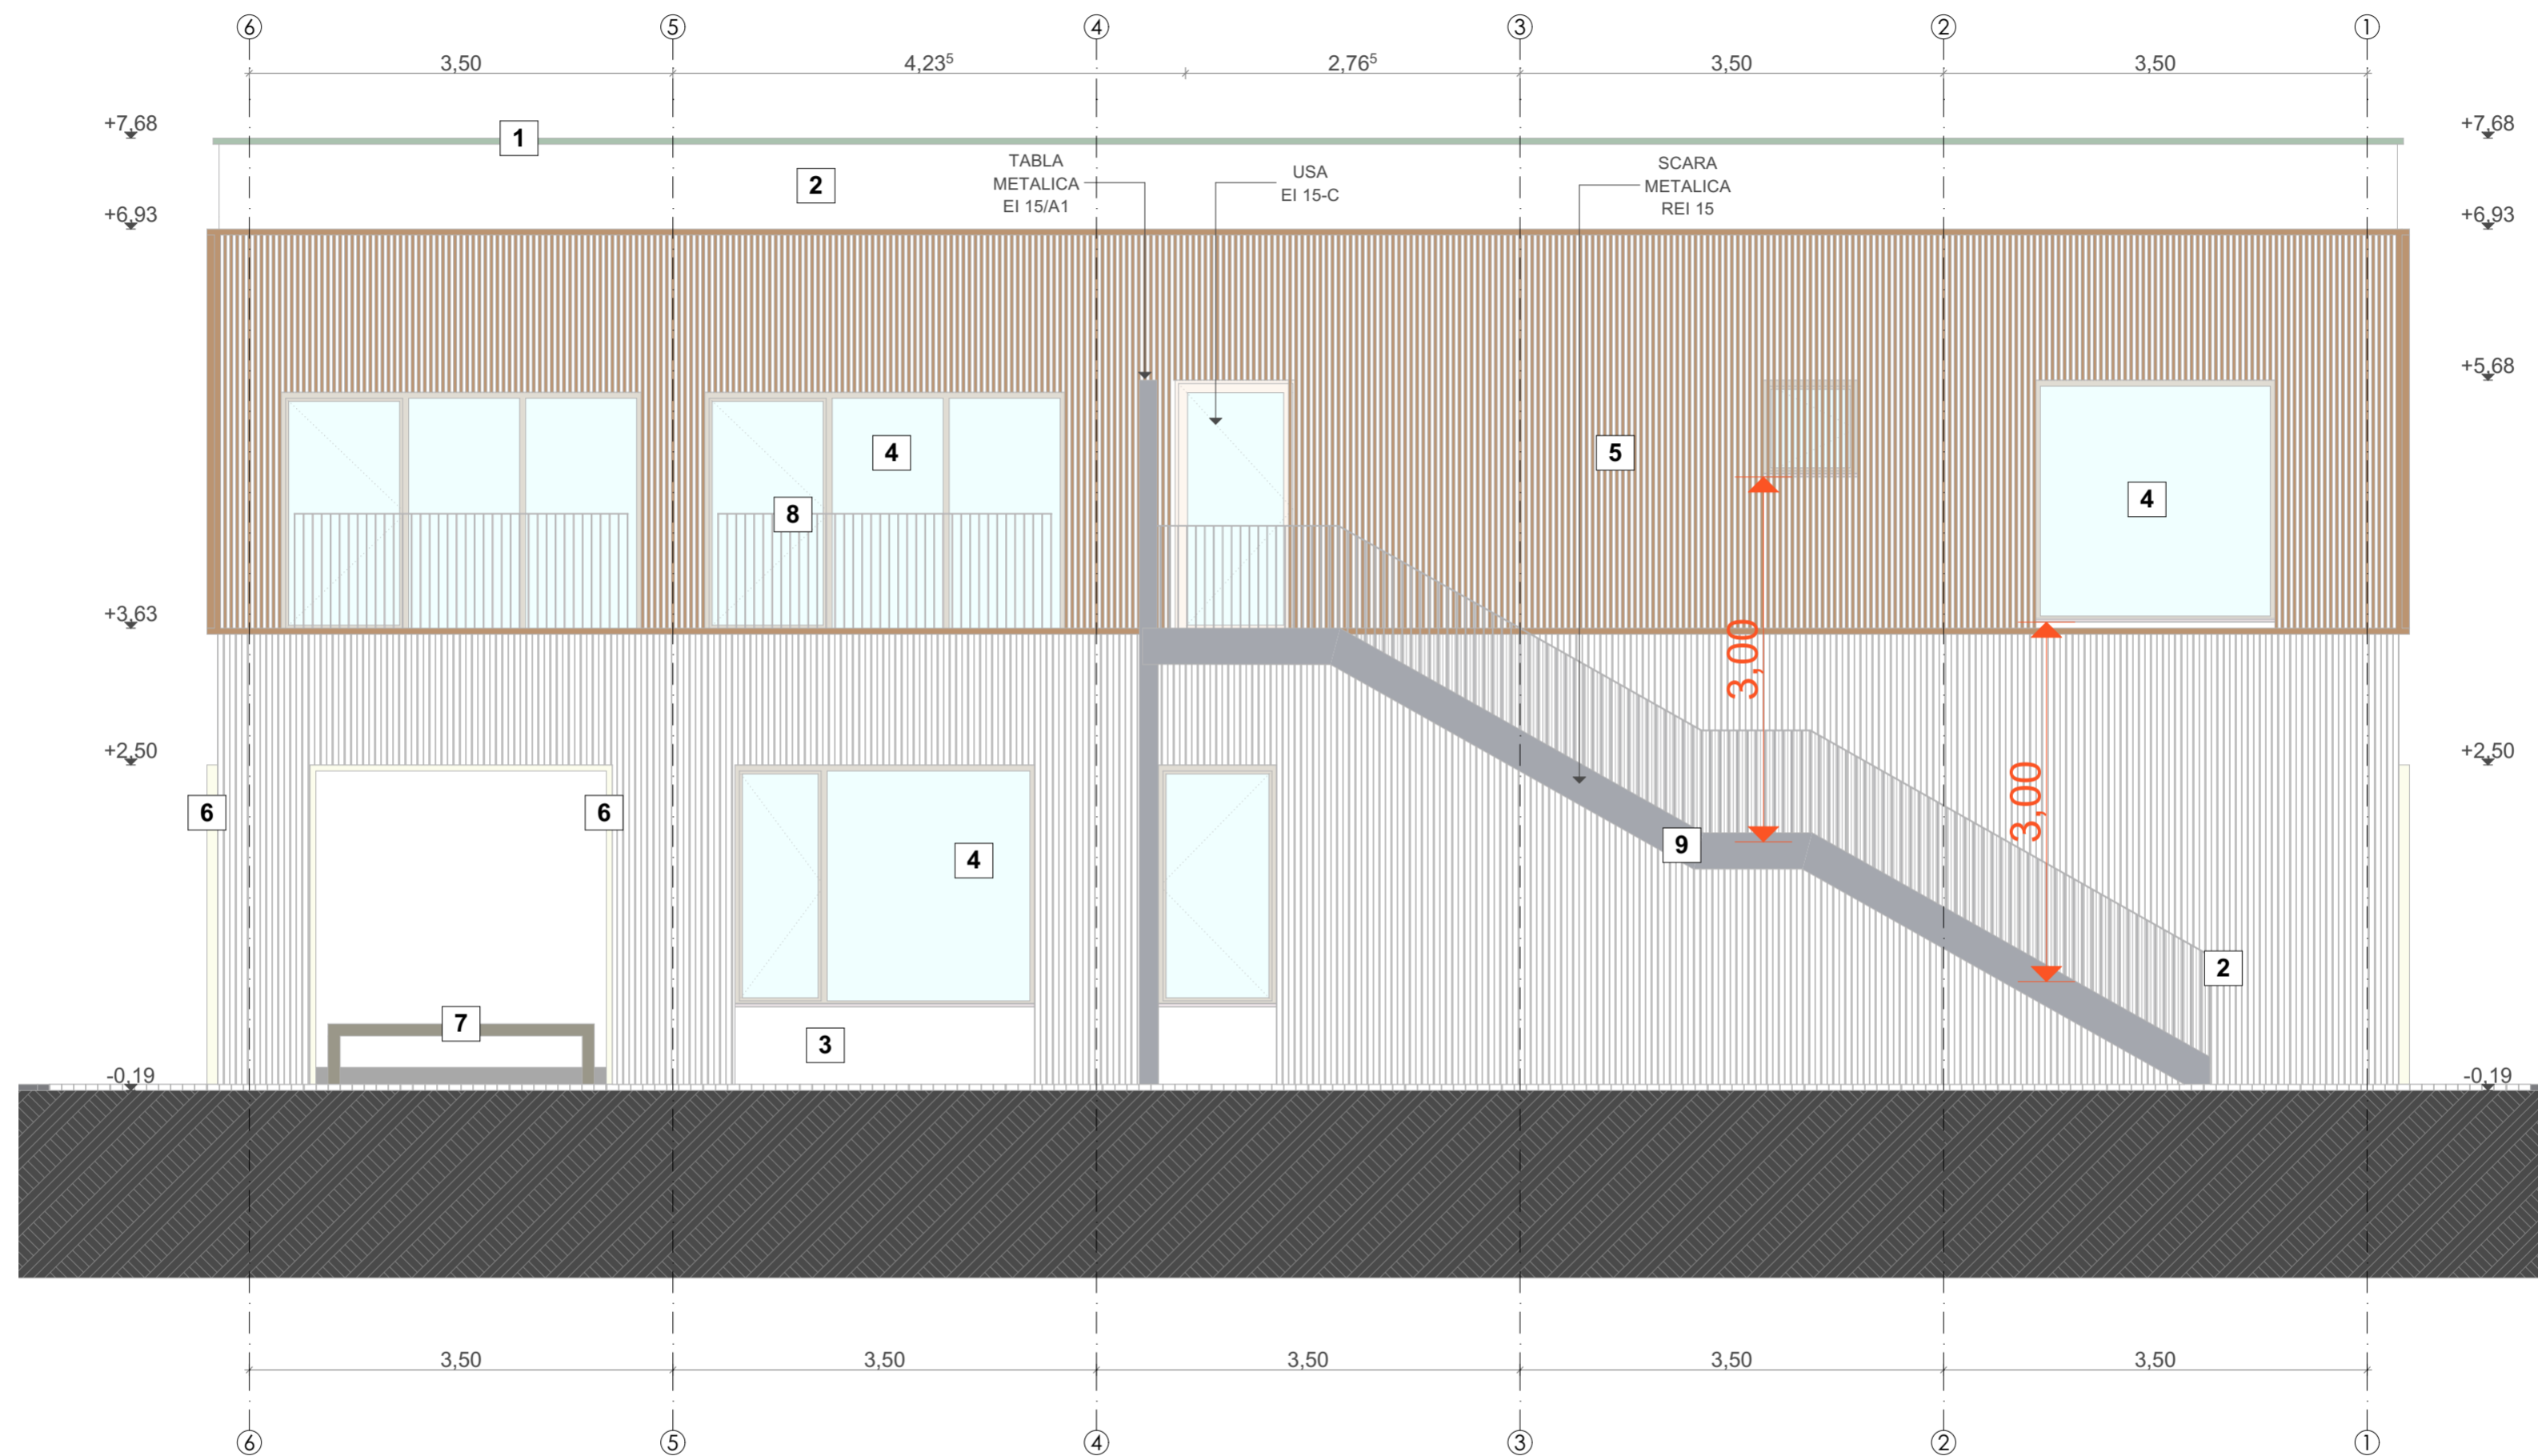 6 5 4 3 2 1
3,50 4,23⁵ 2,76⁵ 3,50 3,50
+7,68 +7,68
1
TABLA
METALICA
EI 15/A1
USA
EI 15-C
SCARA
METALICA
REI 15
2
+6,93 +6,93
+5,68 +5,68
4 5
4
8
+3,63 +3,63
3,00
+2,50 +2,50
3,00
6 6
9
4
2
7
3
-0,19 -0,19
3,50 3,50 3,50 3,50 3,50
6 5 4 3 2 1